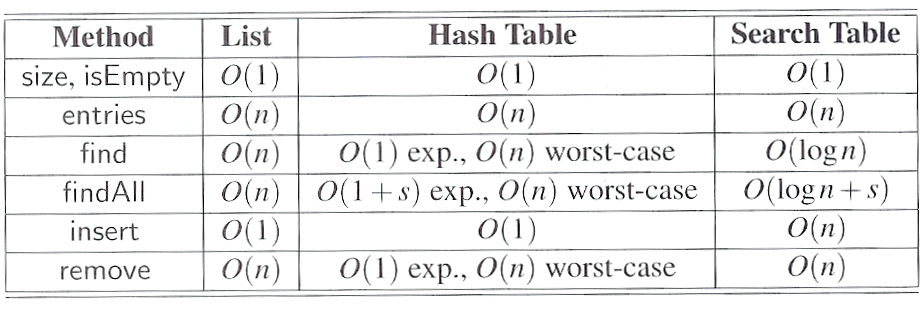 Method List Hash Table Search Table
size, isEmpty O(1) O(1) O(1)
entries O(n) O(n) O(n)
find O(n) O(1) exp., O(n) worst-case O(log n)
findAll O(n) O(1 + s) exp., O(n) worst-case O(log n + s)
insert O(1) O(1) O(n)
remove O(n) O(1) exp., O(n) worst-case O(n)